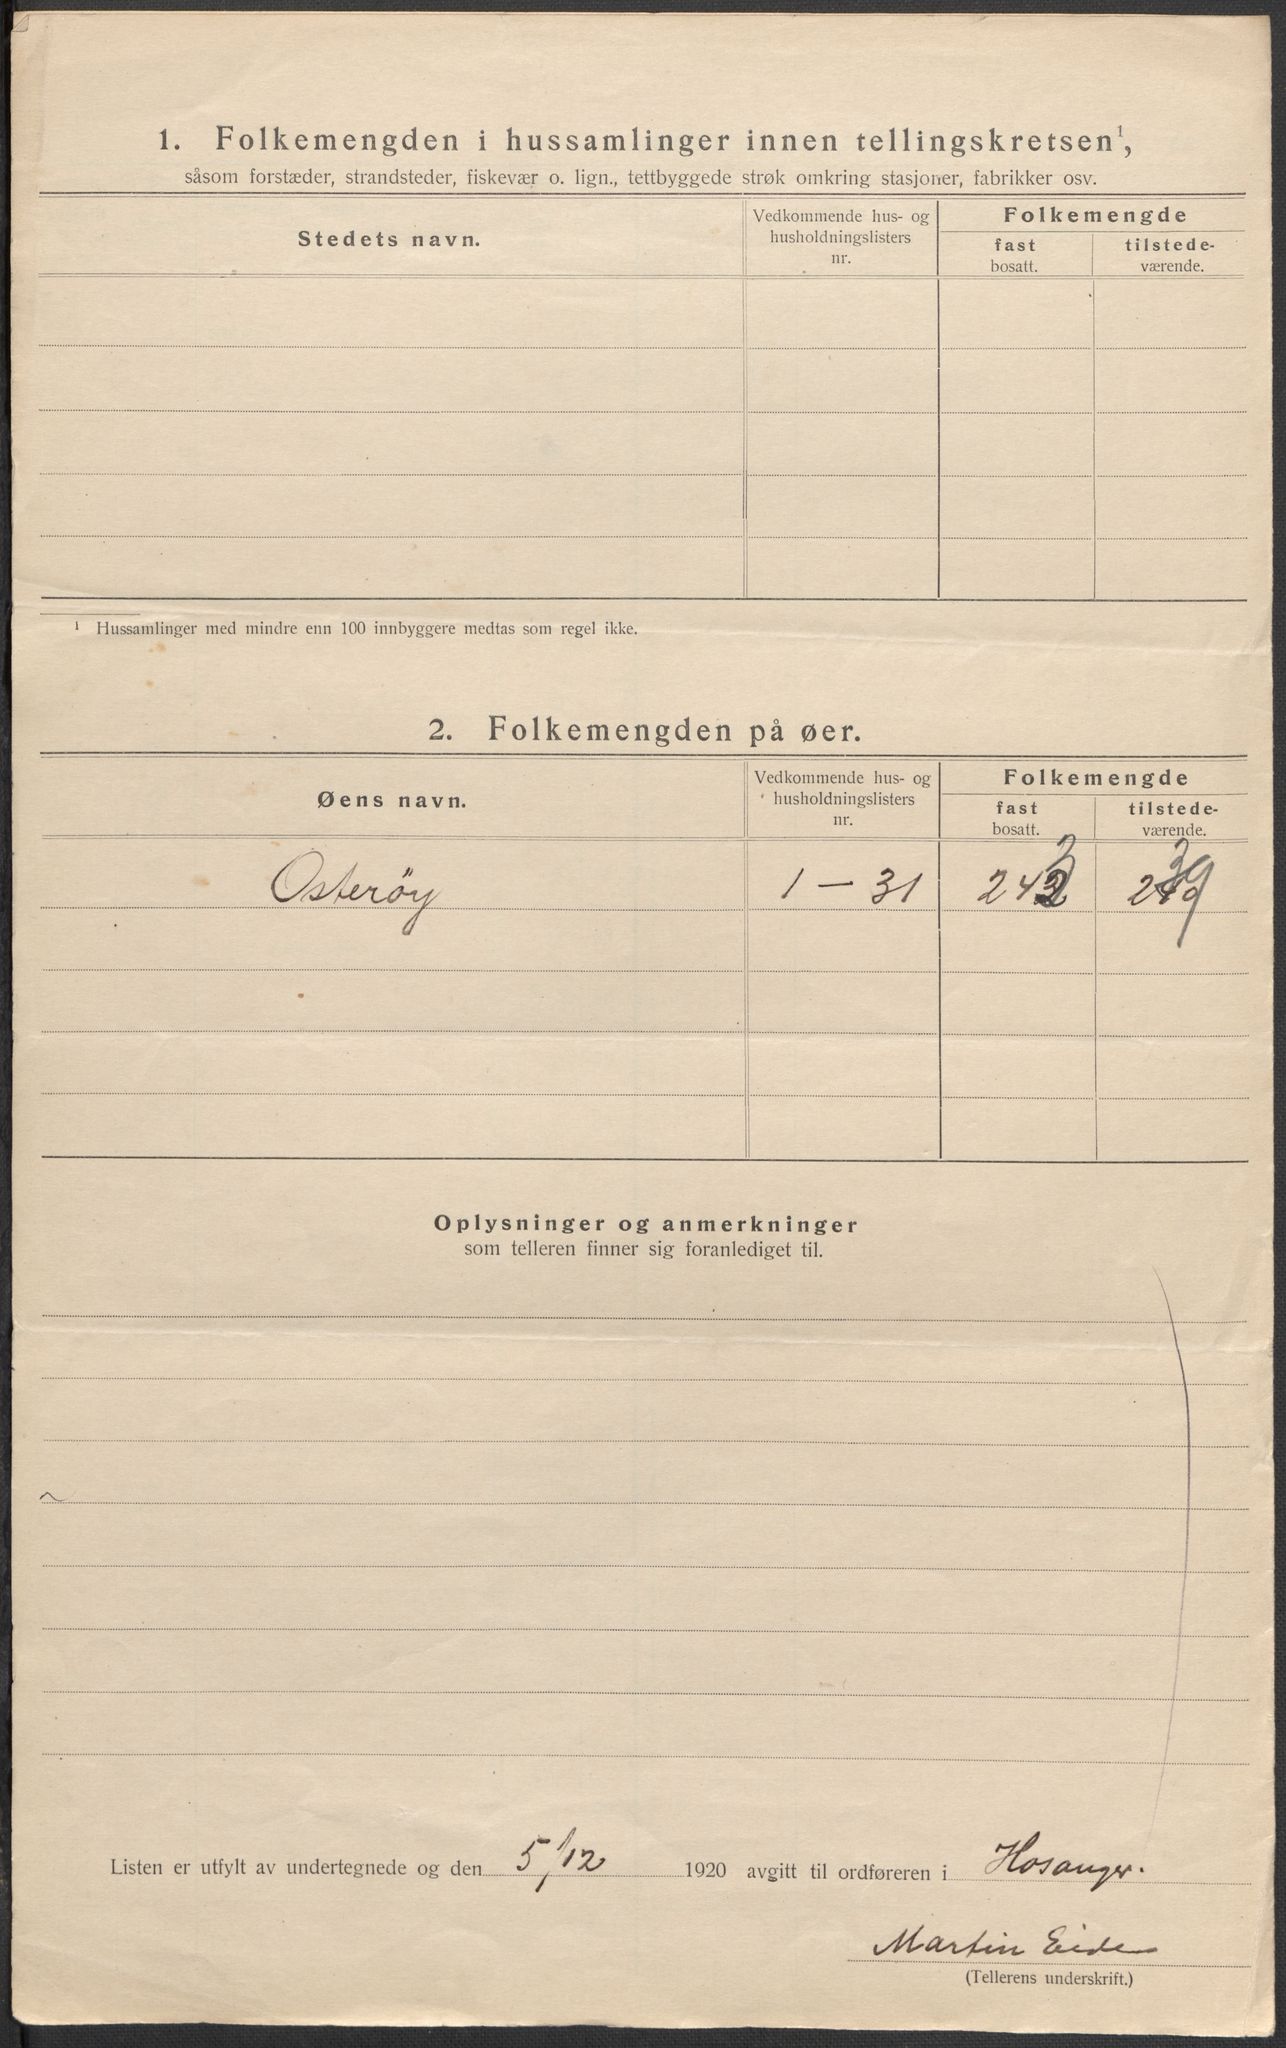 1. Folkemengden i hussamlinger innen tellingskretsen¹,
såsom forstæder, strandsteder, fiskevær o. lign., tettbyggede strøk omkring stasjoner, fabrikker osv.
Stedets navn.
Vedkommende hus- og
husholdningslisters
nr.
Folkemengde
fast
bosatt.
tilstede-
værende.
¹ Hussamlinger med mindre enn 100 innbyggere medtas som regel ikke.
2. Folkemengden på øer.
Øens navn.
Vedkommende hus- og
husholdningslisters
nr.
Folkemengde
fast
bosatt.
tilstede-
værende.
Osterøy 1 — 31 243 239
Oplysninger og anmerkninger
som telleren finner sig foranlediget til.
Listen er utfylt av undertegnede og den 5/12 1920 avgitt til ordføreren i Hosanger.
Martin Eide
(Tellerens underskrift.)